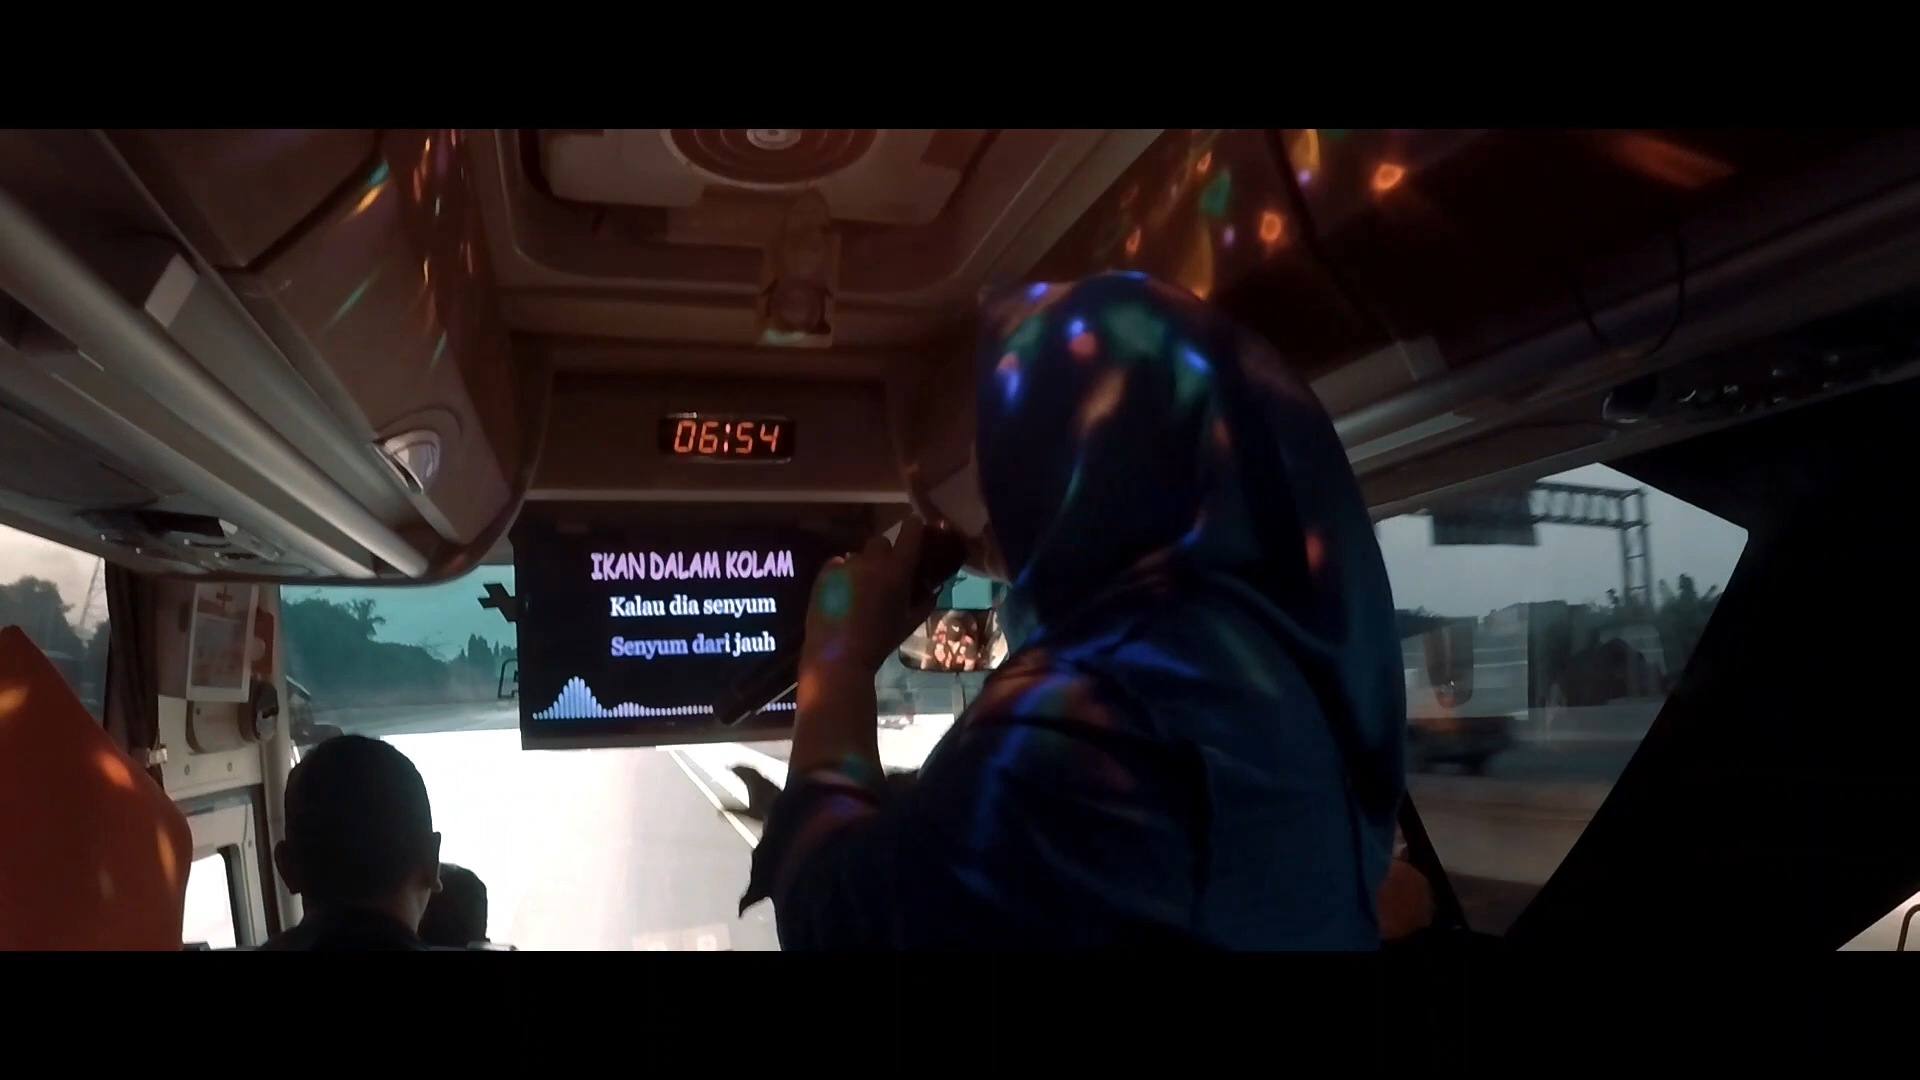 06:54
IKAN DALAM KOLAM
Kalau dia senyum
Senyum dari jauh